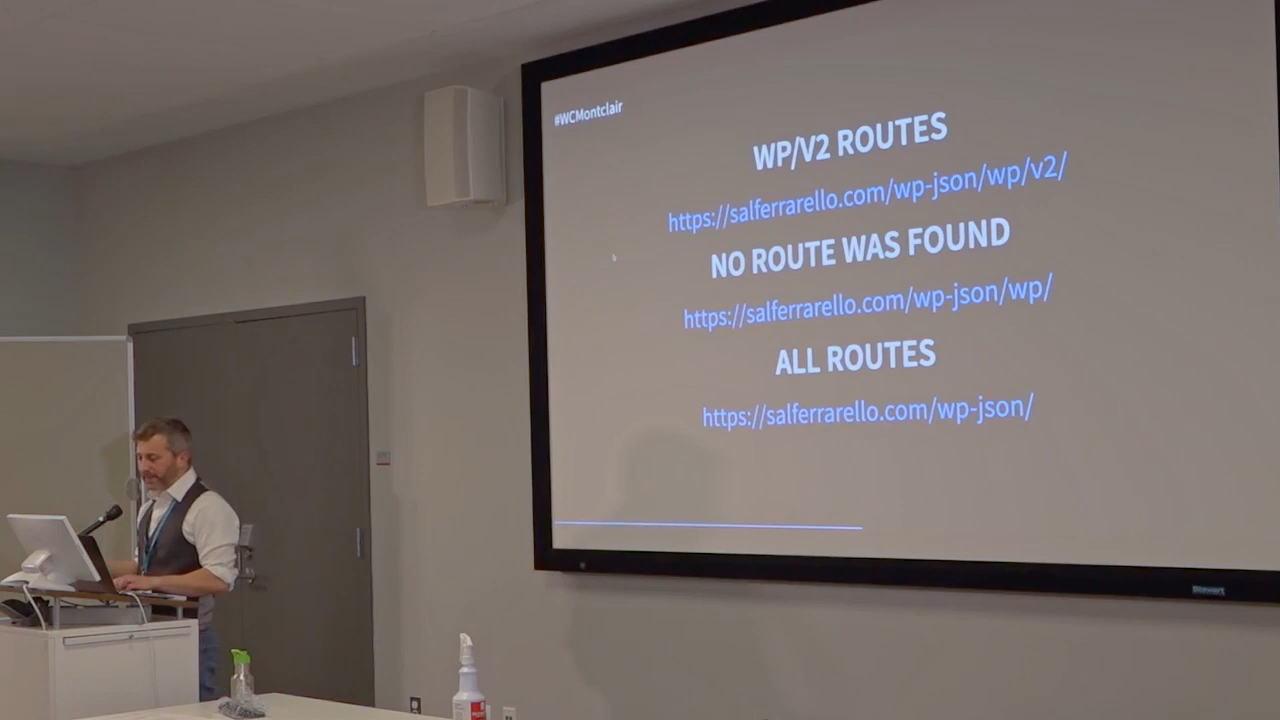 #WCMontclair
WP/V2 ROUTES
https://salferrarello.com/wp-json/wp/v2/
NO ROUTE WAS FOUND
https://salferrarello.com/wp-json/wp/
ALL ROUTES
https://salferrarello.com/wp-json/
Stewart